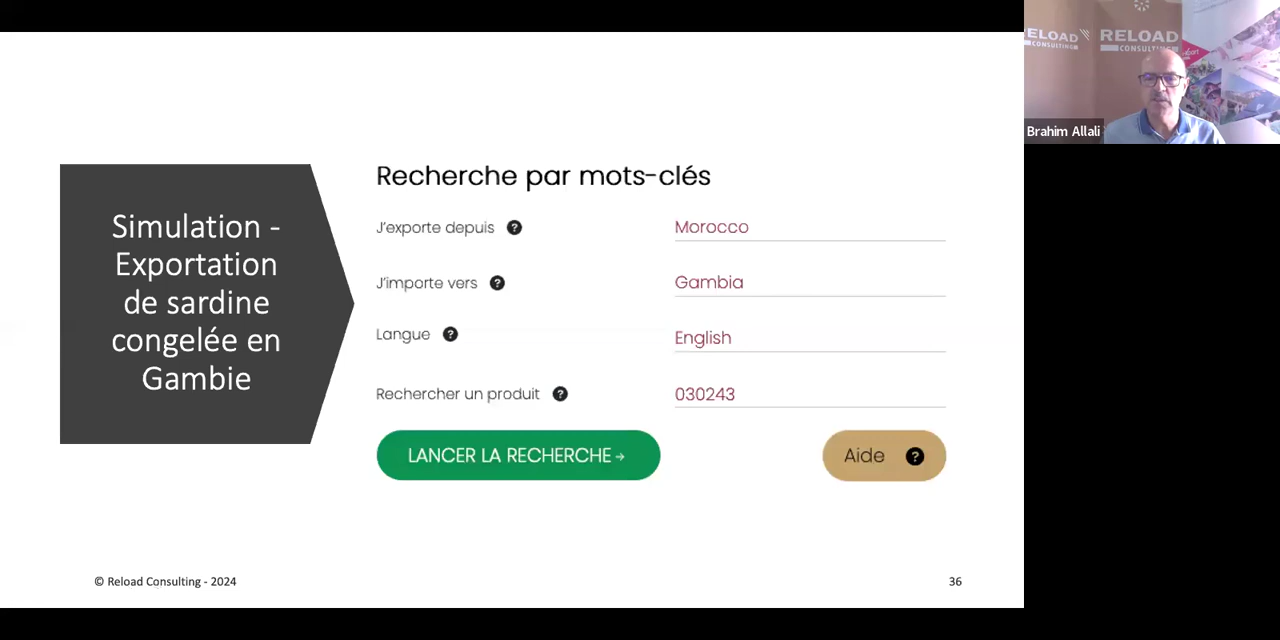 Simulation -
Exportation
de sardine
congelée en
Gambie
Recherche par mots-clés
J'exporte depuis ?
Morocco
J'importe vers ?
Gambia
Langue ?
English
Rechercher un produit ?
030243
LANCER LA RECHERCHE →
Aide ?
© Reload Consulting - 2024
36
RELOAD
CONSULTING
RELOAD
CONSULTING
Brahim Allali